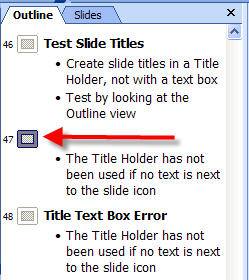 Outline Slides
46 Test Slide Titles
• Create slide titles in a Title
Holder, not with a text box
• Test by looking at the
Outline view
47
• The Title Holder has not
been used if no text is next
to the slide icon
48 Title Text Box Error
• The Title Holder has not
been used if no text is next
to the slide icon